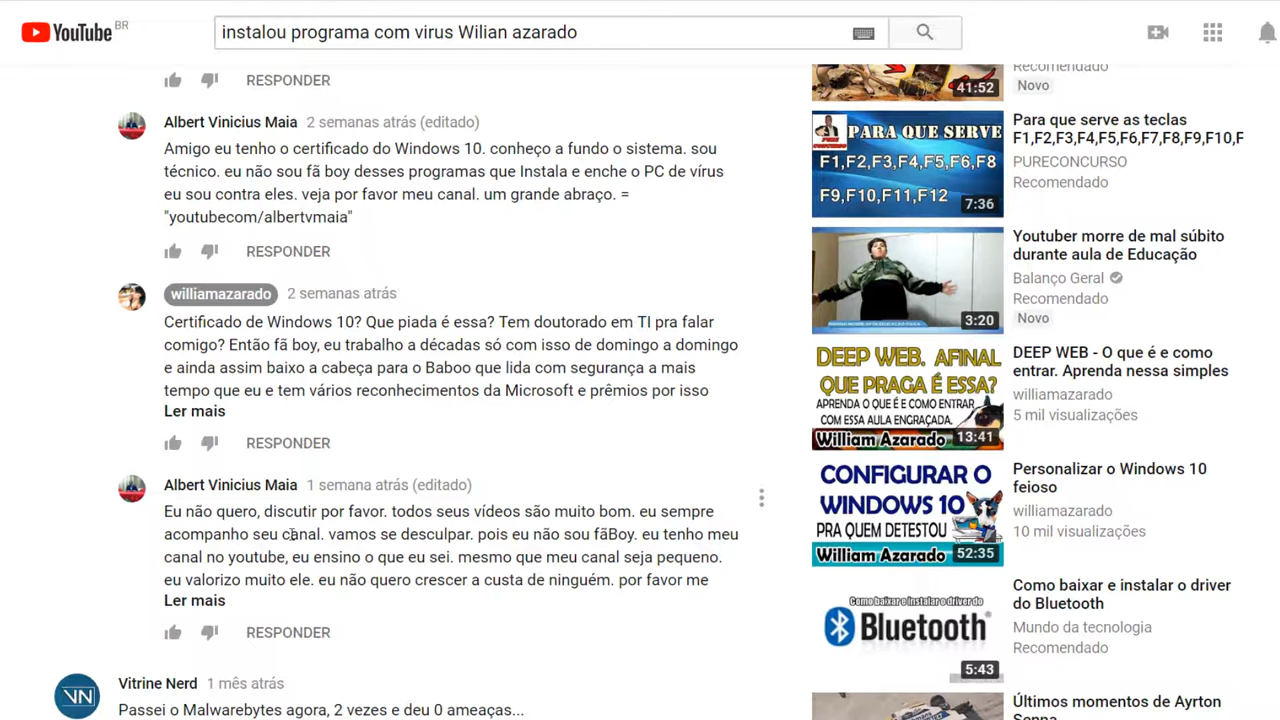 YouTube BR
instalou programa com virus Wilian azarado
RESPONDER
Albert Vinicius Maia 2 semanas atrás (editado)
Amigo eu tenho o certificado do Windows 10. conheço a fundo o sistema. sou
técnico. eu não sou fã boy desses programas que Instala e enche o PC de vírus
eu sou contra eles. veja por favor meu canal. um grande abraço. =
"youtubecom/albertvmaia"
RESPONDER
williamazarado 2 semanas atrás
Certificado de Windows 10? Que piada é essa? Tem doutorado em TI pra falar
comigo? Então fã boy, eu trabalho a décadas só com isso de domingo a domingo
e ainda assim baixo a cabeça para o Baboo que lida com segurança a mais
tempo que eu e tem vários reconhecimentos da Microsoft e prêmios por isso
Ler mais
RESPONDER
Albert Vinicius Maia 1 semana atrás (editado)
Eu não quero, discutir por favor. todos seus vídeos são muito bom. eu sempre
acompanho seu canal. vamos se desculpar. pois eu não sou fãBoy. eu tenho meu
canal no youtube, eu ensino o que eu sei. mesmo que meu canal seja pequeno.
eu valorizo muito ele. eu não quero crescer a custa de ninguém. por favor me
Ler mais
RESPONDER
Vitrine Nerd 1 mês atrás
VN
Passei o Malwarebytes agora, 2 vezes e deu 0 ameaças...
41:52
Recomendado
Novo
PARA QUE SERVE
F1,F2,F3,F4,F5,F6,F7,F8
F9,F10,F11,F12
7:36
Para que serve as teclas
F1,F2,F3,F4,F5,F6,F7,F8,F9,F10,F
PURECONCURSO
Recomendado
3:20
Youtuber morre de mal súbito
durante aula de Educação
Balanço Geral
Recomendado
Novo
DEEP WEB. AFINAL
QUE PRAGA É ESSA?
APRENDA O QUE É E COMO ENTRAR
COM ESSA AULA ENGRAÇADA.
William Azarado
13:41
DEEP WEB - O que é e como
entrar. Aprenda nessa simples
williamazarado
5 mil visualizações
CONFIGURAR O
WINDOWS 10
PRA QUEM DETESTOU
William Azarado
52:35
Personalizar o Windows 10
feioso
williamazarado
10 mil visualizações
Como baixar e instalar o driver do
Bluetooth
5:43
Como baixar e instalar o driver
do Bluetooth
Mundo da tecnologia
Recomendado
Últimos momentos de Ayrton
Senna